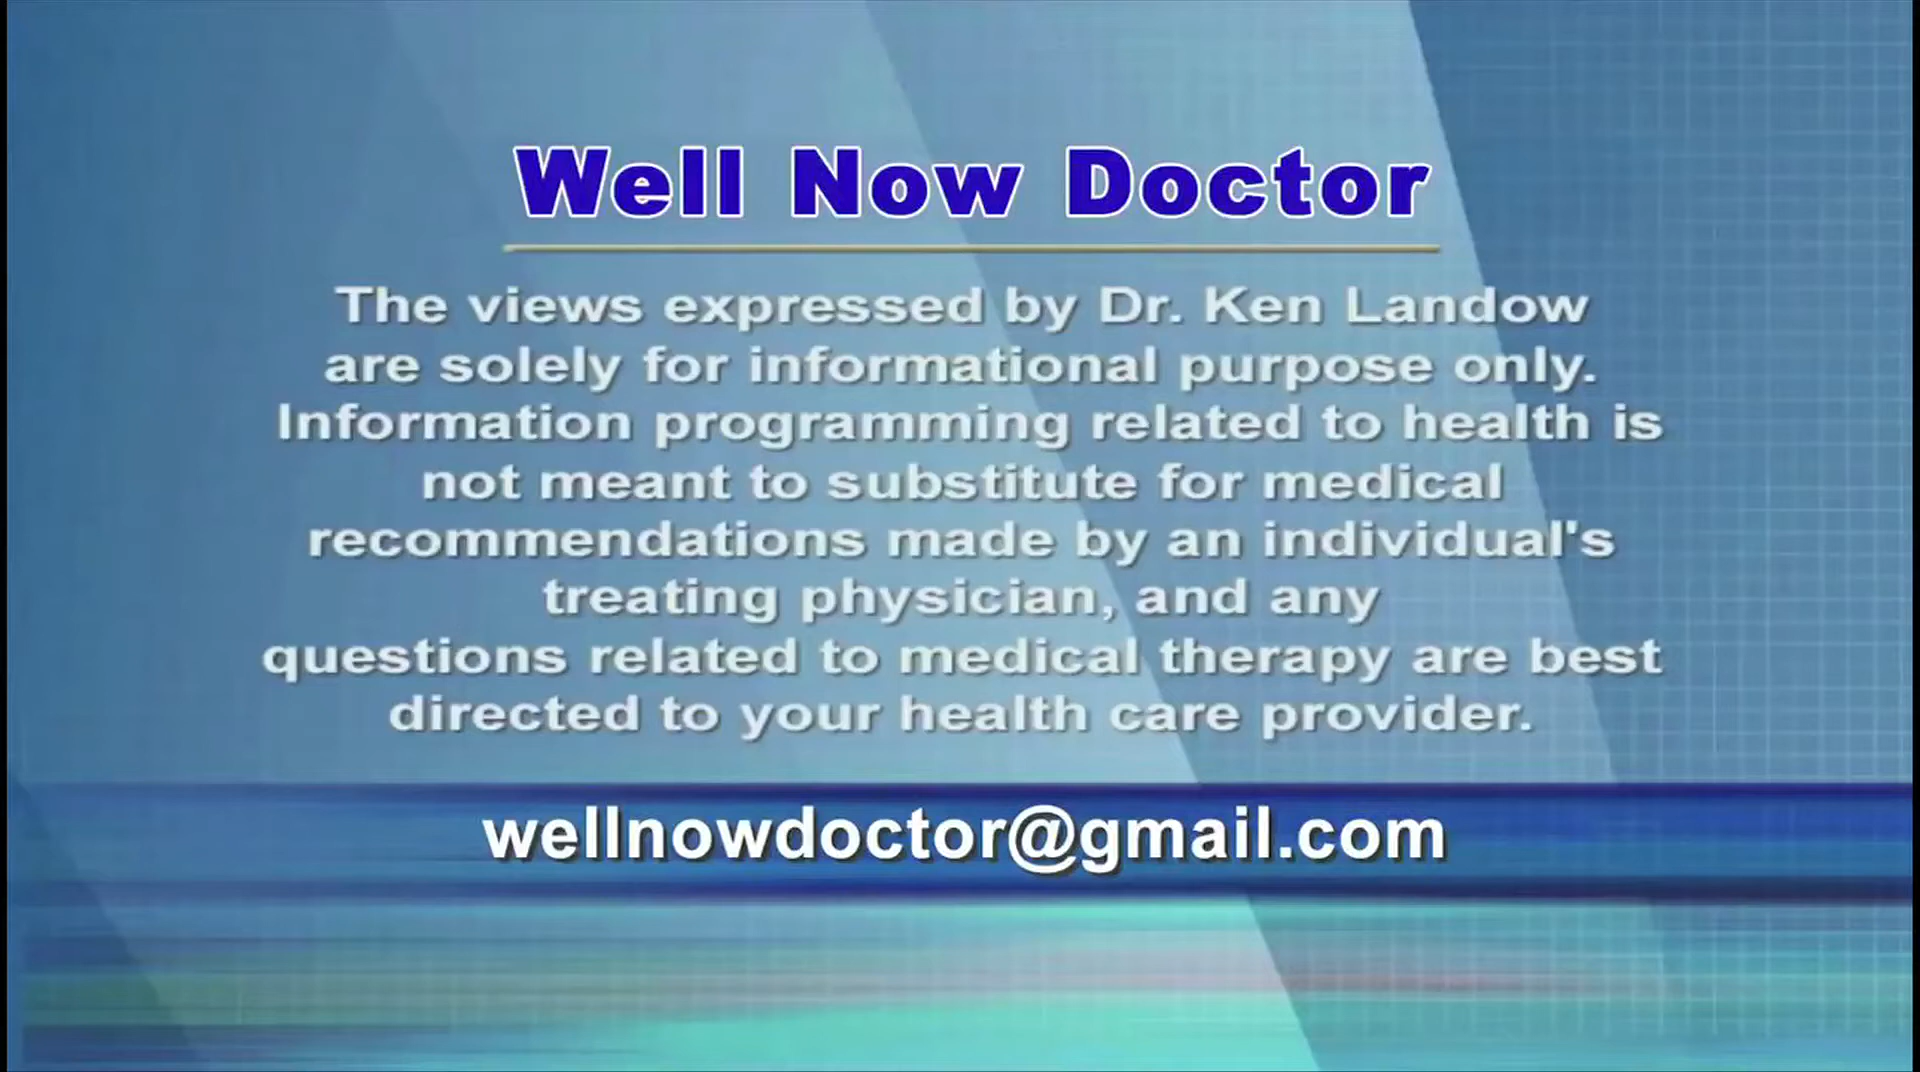 Well Now Doctor
The views expressed by Dr. Ken Landow
are solely for informational purpose only.
Information programming related to health is
not meant to substitute for medical
recommendations made by an individual's
treating physician, and any
questions related to medical therapy are best
directed to your health care provider.
wellnowdoctor@gmail.com